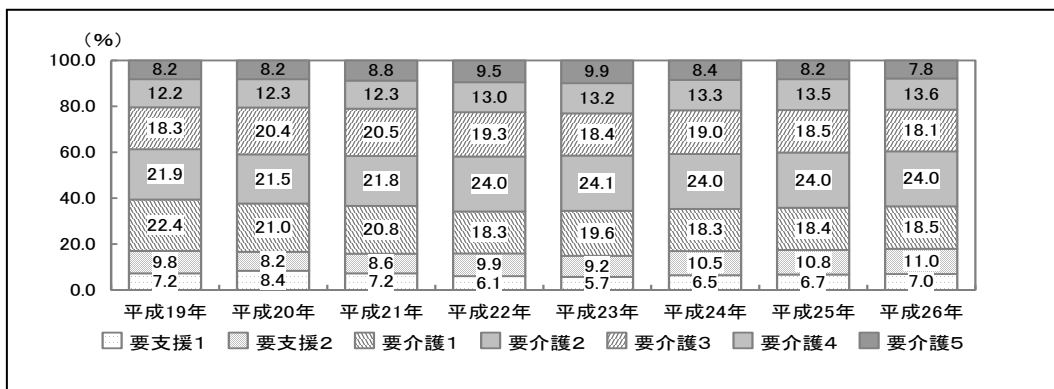 （%）
100.0
80.0
60.0
40.0
20.0
0.0
8.2 8.2 8.8 9.5 9.9 8.4 8.2 7.8
12.2 12.3 12.3 13.0 13.2 13.3 13.5 13.6
18.3 20.4 20.5 19.3 18.4 19.0 18.5 18.1
21.9 21.5 21.8 24.0 24.1 24.0 24.0 24.0
22.4 21.0 20.8 18.3 19.6 18.3 18.4 18.5
9.8 8.2 8.6 9.9 9.2 10.5 10.8 11.0
7.2 8.4 7.2 6.1 5.7 6.5 6.7 7.0
平成19年 平成20年 平成21年 平成22年 平成23年 平成24年 平成25年 平成26年
要支援1 要支援2 要介護1 要介護2 要介護3 要介護4 要介護5